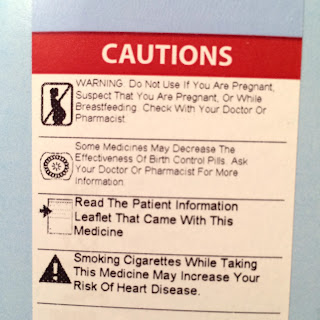 CAUTIONS
WARNING: Do Not Use If You Are Pregnant,
Suspect That You Are Pregnant, Or While
Breastfeeding. Check With Your Doctor Or
Pharmacist.
Some Medicines May Decrease The
Effectiveness Of Birth Control Pills. Ask
Your Doctor Or Pharmacist For More
Information.
Read The Patient Information
Leaflet That Came With This
Medicine
Smoking Cigarettes While Taking
This Medicine May Increase Your
Risk Of Heart Disease.